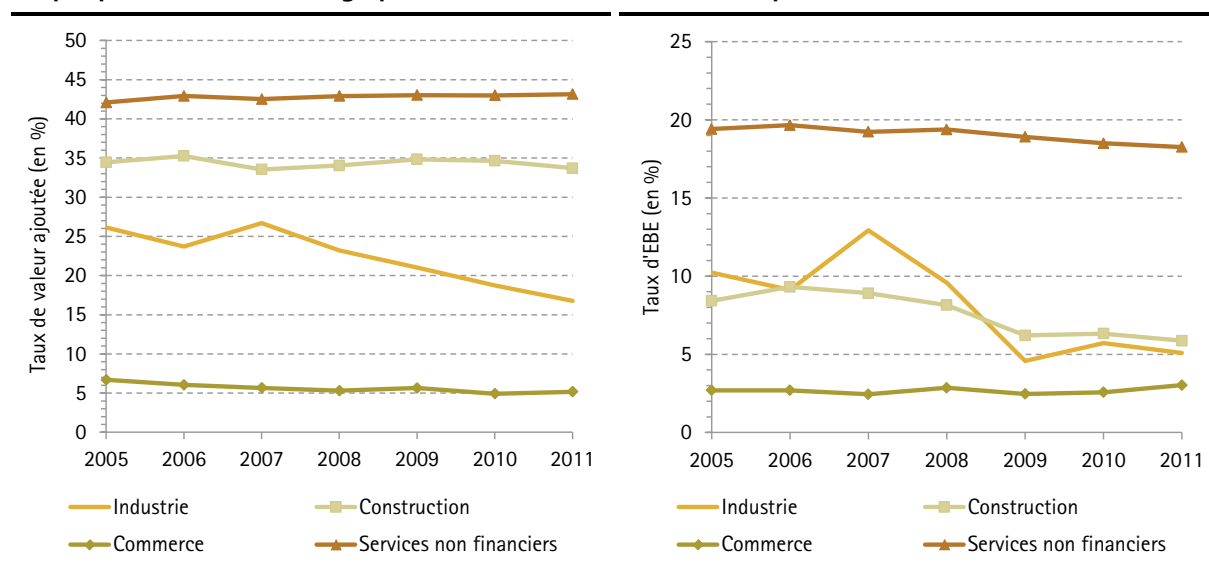 Taux de valeur ajoutée (en %)
50
45
40
35
30
25
20
15
10
5
0
2005 2006 2007 2008 2009 2010 2011
Industrie Construction
Commerce Services non financiers
Taux d'EBE (en %)
25
20
15
10
5
0
2005 2006 2007 2008 2009 2010 2011
Industrie Construction
Commerce Services non financiers